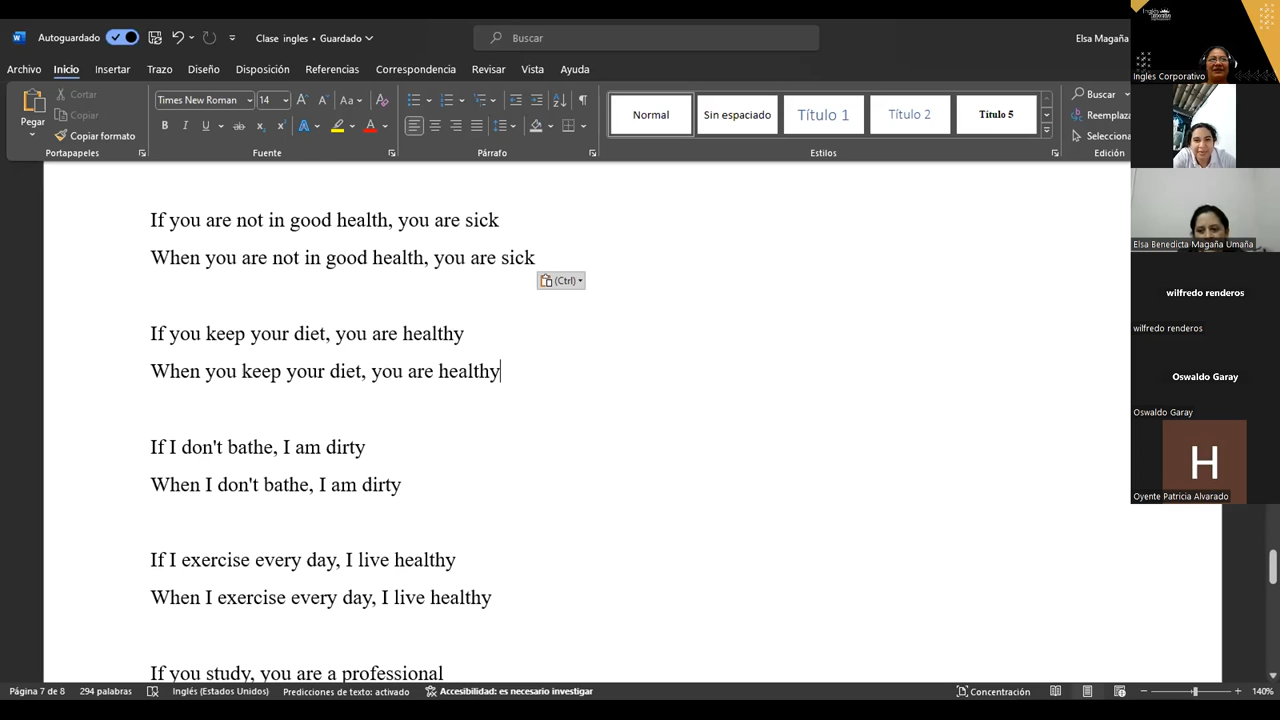 Autoguardado
Clase ingles • Guardado
Buscar
Elsa Magaña
Archivo Inicio Insertar Trazo Diseño Disposición Referencias Correspondencia Revisar Vista Ayuda
Pegar
Cortar
Copiar
Copiar formato
Portapapeles
Times New Roman 14
Fuente
Párrafo
Normal
Sin espaciado
Título 1
Título 2
Título 5
Estilos
Buscar
Reemplaza
Selecciona
Edición
If you are not in good health, you are sick
When you are not in good health, you are sick
(Ctrl)
If you keep your diet, you are healthy
When you keep your diet, you are healthy
If I don't bathe, I am dirty
When I don't bathe, I am dirty
If I exercise every day, I live healthy
When I exercise every day, I live healthy
If you study, you are a professional
Página 7 de 8
294 palabras
Inglés (Estados Unidos)
Predicciones de texto: activado
Accesibilidad: es necesario investigar
Concentración
140%
Inglés
Corporativo
Ingles Corporativo
Elsa Benedicta Magaña Umaña
wilfredo renderos
wilfredo renderos
Oswaldo Garay
Oswaldo Garay
H
Oyente Patricia Alvarado